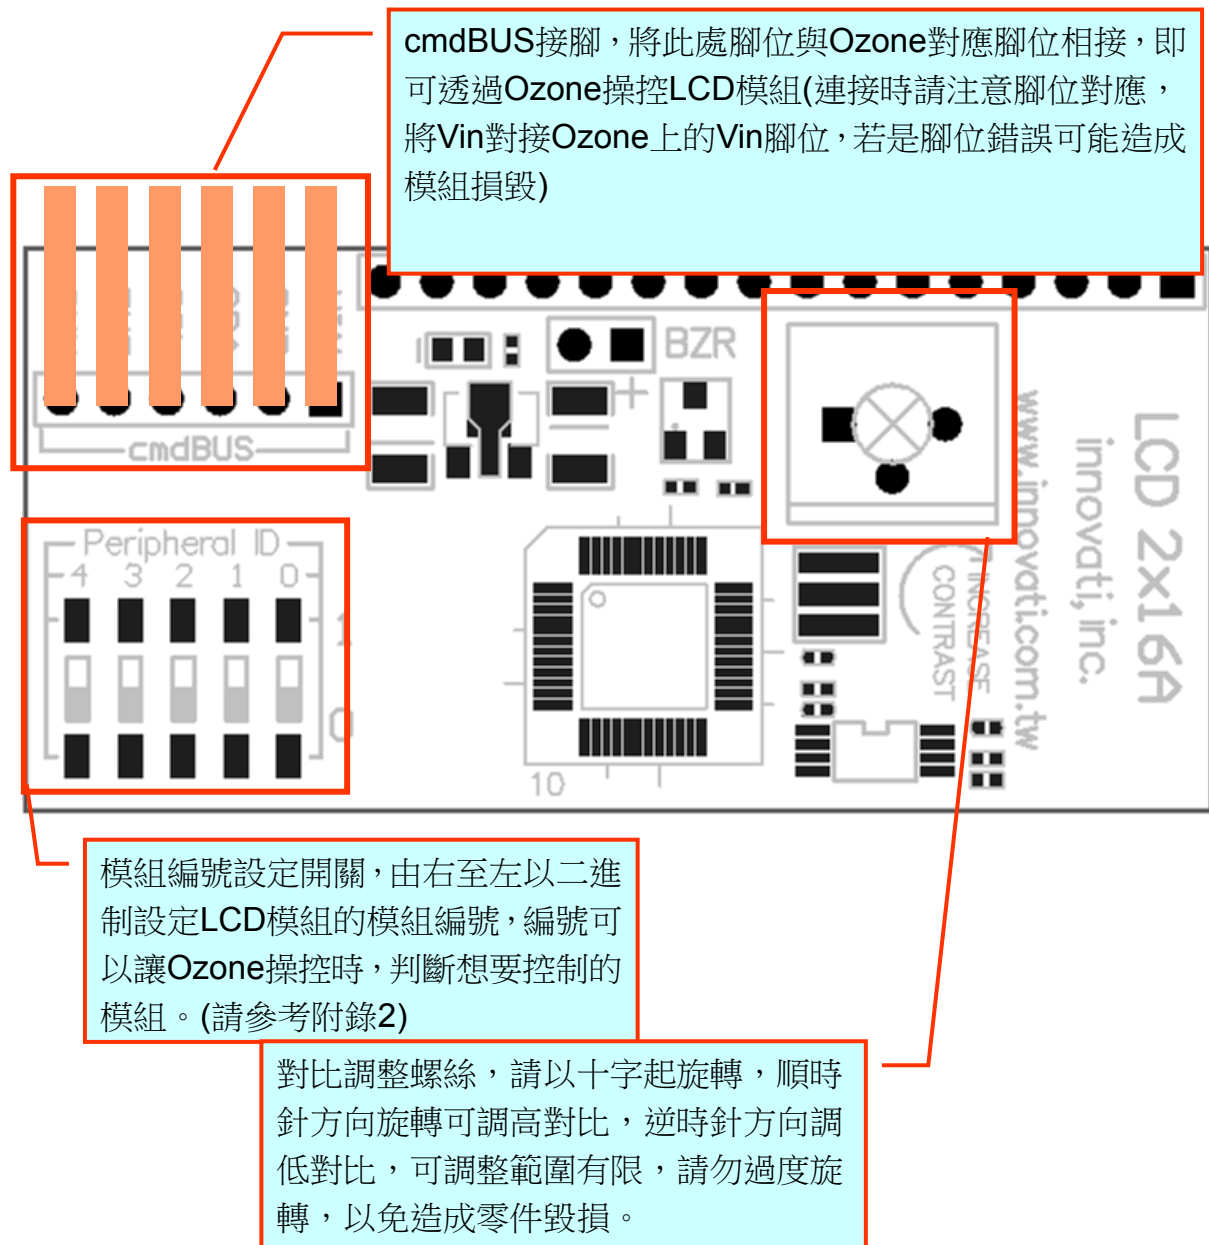 cmdBUS接腳，將此處腳位與Ozone對應腳位相接，即
可透過Ozone操控LCD模組(連接時請注意腳位對應，
將Vin對接Ozone上的Vin腳位，若是腳位錯誤可能造成
模組損毀)
BZR
cmdBUS
Peripheral ID
4 3 2 1 0
1
0
10
INCREASE
CONTRAST
www.innovati.com.tw
innovati, inc.
LCD 2x16A
模組編號設定開關，由右至左以二進
制設定LCD模組的模組編號，編號可
以讓Ozone操控時，判斷想要控制的
模組。(請參考附錄2)
對比調整螺絲，請以十字起旋轉，順時
針方向旋轉可調高對比，逆時針方向調
低對比，可調整範圍有限，請勿過度旋
轉，以免造成零件毀損。